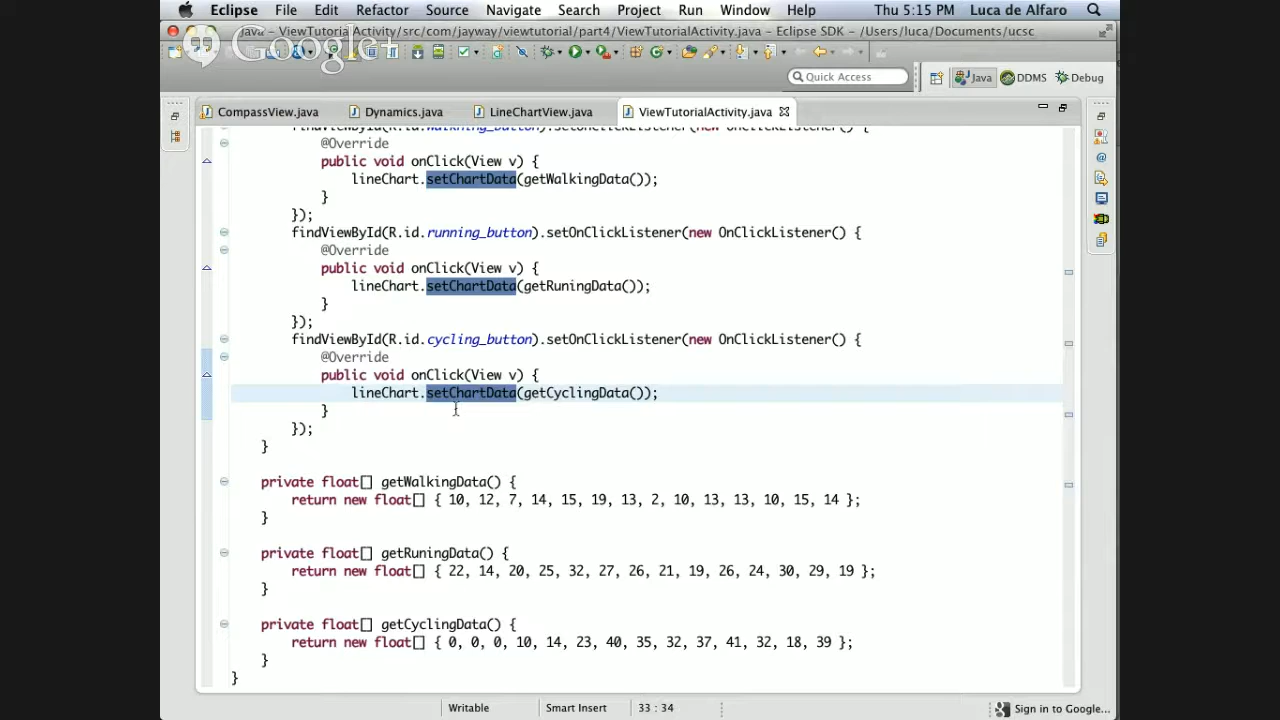 Eclipse File Edit Refactor Source Navigate Search Project Run Window Help Thu 5:15 PM Luca de Alfaro
Java – ViewTutorialActivity/src/com/jayway/viewtutorial/part4/ViewTutorialActivity.java – Eclipse SDK – /Users/luca/Documents/ucsc
Google+
Quick Access Java DDMS Debug
CompassView.java Dynamics.java LineChartView.java ViewTutorialActivity.java
findViewById(R.id.walking_button).setOnClickListener(new OnClickListener() {
@Override
public void onClick(View v) {
lineChart.setChartData(getWalkingData());
}
});
findViewById(R.id.running_button).setOnClickListener(new OnClickListener() {
@Override
public void onClick(View v) {
lineChart.setChartData(getRuningData());
}
});
findViewById(R.id.cycling_button).setOnClickListener(new OnClickListener() {
@Override
public void onClick(View v) {
lineChart.setChartData(getCyclingData());
}
});
}
private float[] getWalkingData() {
return new float[] { 10, 12, 7, 14, 15, 19, 13, 2, 10, 13, 13, 10, 15, 14 };
}
private float[] getRuningData() {
return new float[] { 22, 14, 20, 25, 32, 27, 26, 21, 19, 26, 24, 30, 29, 19 };
}
private float[] getCyclingData() {
return new float[] { 0, 0, 0, 10, 14, 23, 40, 35, 32, 37, 41, 32, 18, 39 };
}
}
Writable Smart Insert 33 : 34 Sign in to Google...